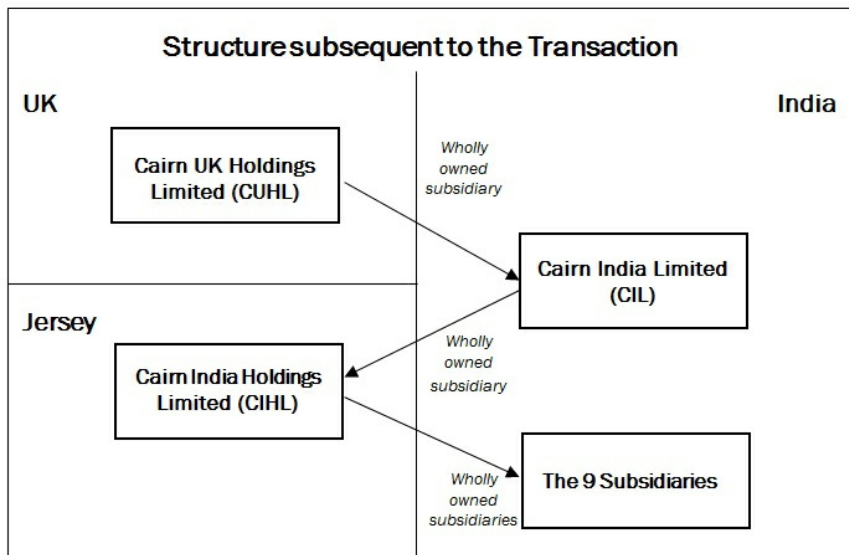 Structure subsequent to the Transaction
UK
India
Cairn UK Holdings
Limited (CUHL)
Wholly
owned
subsidiary
Cairn India Limited
(CIL)
Jersey
Cairn India Holdings
Limited (CIHL)
Wholly
owned
subsidiary
The 9 Subsidiaries
Wholly
owned
subsidiaries